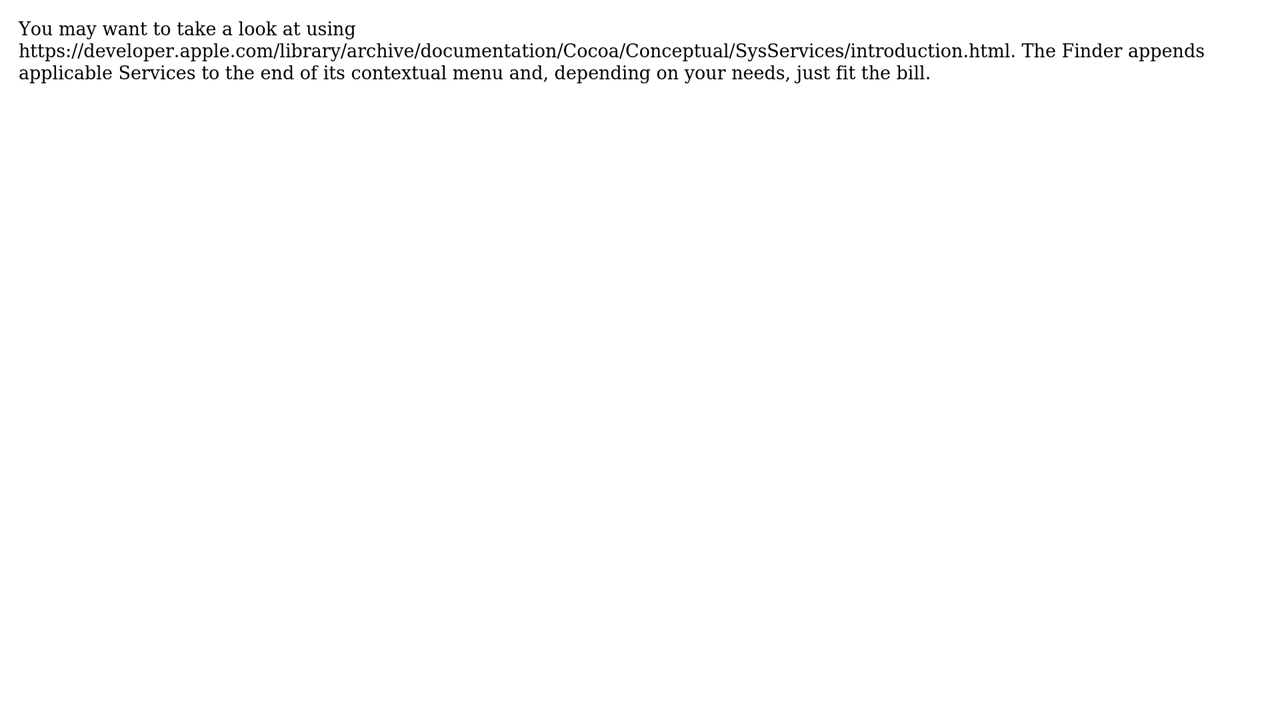 You may want to take a look at using
https://developer.apple.com/library/archive/documentation/Cocoa/Conceptual/SysServices/introduction.html. The Finder appends
applicable Services to the end of its contextual menu and, depending on your needs, just fit the bill.